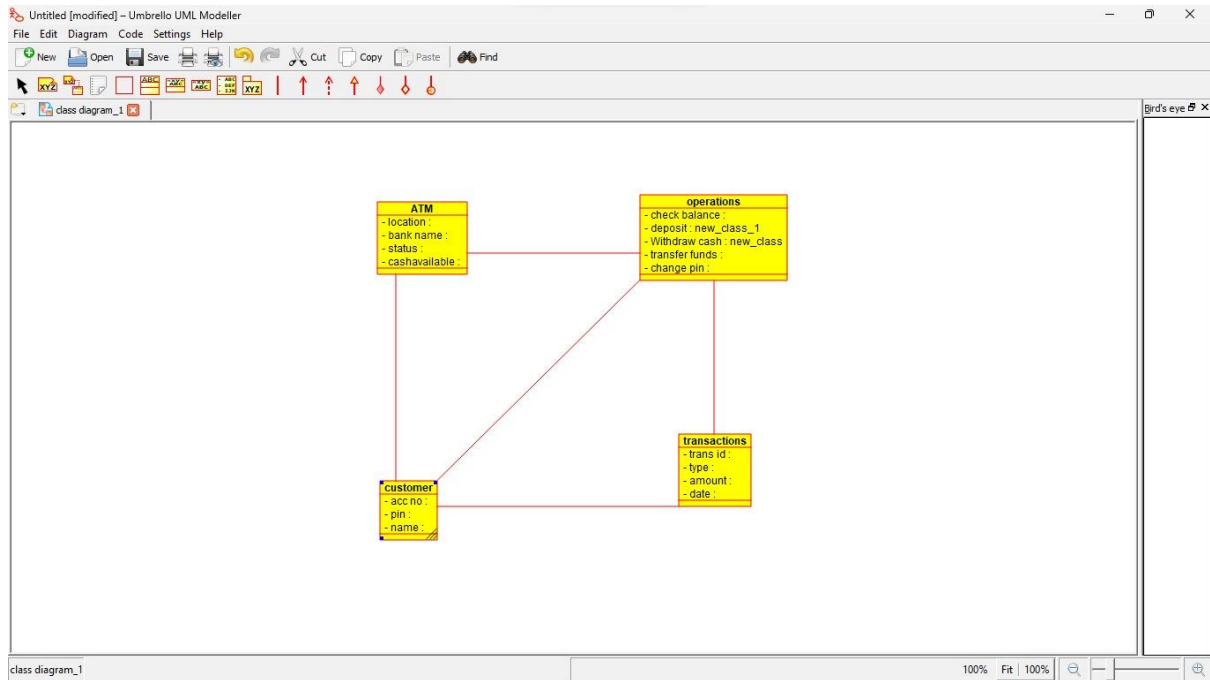 Untitled [modified] – Umbrello UML Modeller
File Edit Diagram Code Settings Help
New Open Save Cut Copy Paste Find
class diagram_1
Bird's eye
ATM
- location :
- bank name :
- status :
- cashavailable :
operations
- check balance :
- deposit : new_class_1
- Withdraw cash : new_class
- transfer funds :
- change pin :
transactions
- trans id :
- type :
- amount :
- date :
customer
- acc no :
- pin :
- name :
class diagram_1
100% Fit 100%